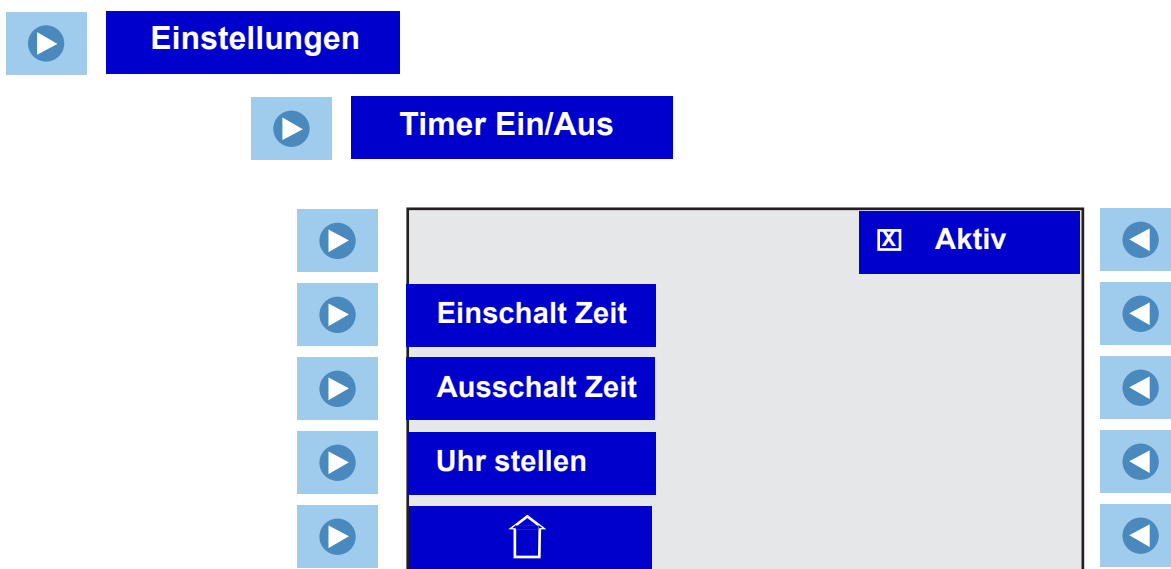 Einstellungen
Timer Ein/Aus
X Aktiv
Einschalt Zeit
Ausschalt Zeit
Uhr stellen